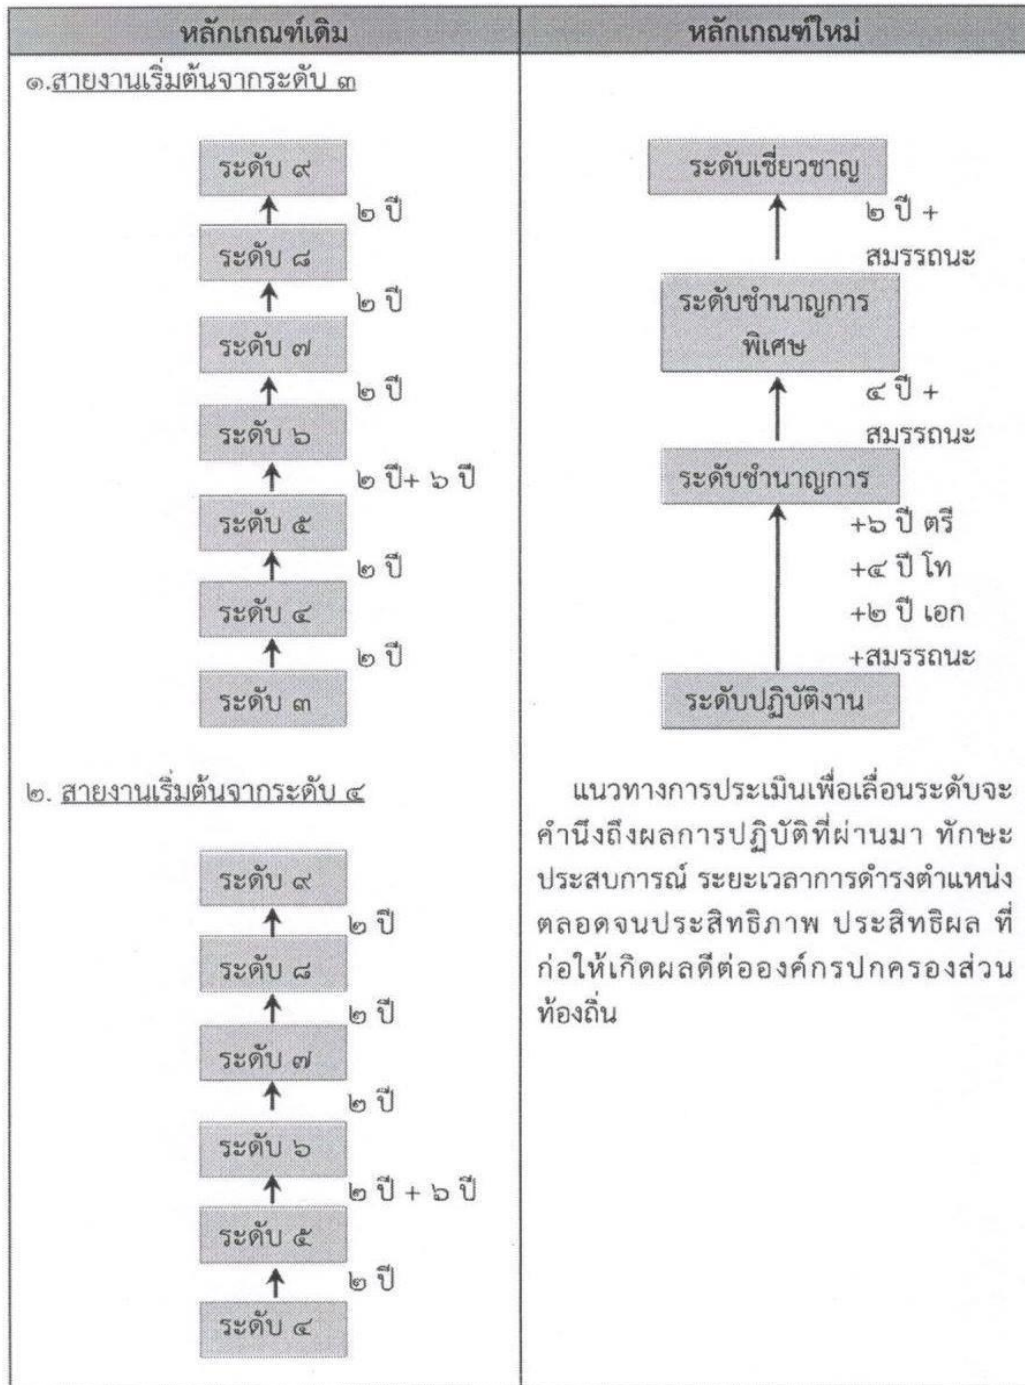 หลักเกณฑ์เดิม
หลักเกณฑ์ใหม่
๑.สายงานเริ่มต้นจากระดับ ๓
ระดับ ๙
๒ ปี
ระดับ ๘
๒ ปี
ระดับ ๗
๒ ปี
ระดับ ๖
๒ ปี+ ๖ ปี
ระดับ ๕
๒ ปี
ระดับ ๔
๒ ปี
ระดับ ๓
๒. สายงานเริ่มต้นจากระดับ ๔
ระดับ ๙
๒ ปี
ระดับ ๘
๒ ปี
ระดับ ๗
๒ ปี
ระดับ ๖
๒ ปี + ๖ ปี
ระดับ ๕
๒ ปี
ระดับ ๔
ระดับเชี่ยวชาญ
๒ ปี +
สมรรถนะ
ระดับชำนาญการ
พิเศษ
๔ ปี +
สมรรถนะ
ระดับชำนาญการ
+๖ ปี ตรี
+๔ ปี โท
+๒ ปี เอก
+สมรรถนะ
ระดับปฏิบัติงาน
แนวทางการประเมินเพื่อเลื่อนระดับจะ
คำนึงถึงผลการปฏิบัติที่ผ่านมา ทักษะ
ประสบการณ์ ระยะเวลาการดำรงตำแหน่ง
ตลอดจนประสิทธิภาพ ประสิทธิผล ที่
ก่อให้เกิดผลดีต่อองค์กรปกครองส่วน
ท้องถิ่น